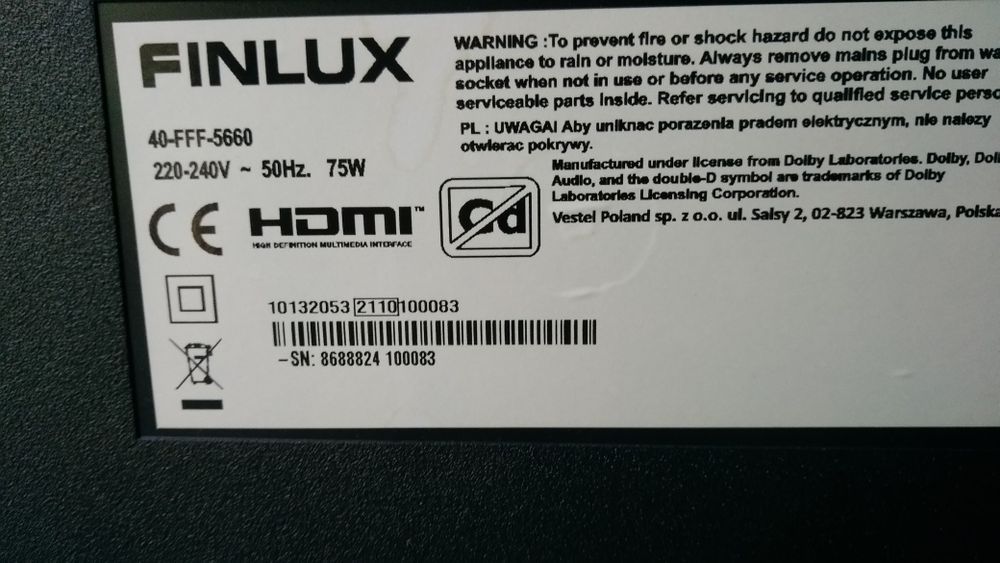 FINLUX
40-FFF-5660
220-240V ~ 50Hz. 75W
WARNING :To prevent fire or shock hazard do not expose this
appliance to rain or moisture. Always remove mains plug from
socket when not in use or before any service operation. No user
serviceable parts inside. Refer servicing to qualified service
PL : UWAGA! Aby uniknac porazenia pradem elektrycznym, nie nalezy
otwierac pokrywy.
Manufactured under license from Dolby Laboratories. Dolby,
Audio, and the double-D symbol are trademarks of Dolby
Laboratories Licensing Corporation.
Vestel Poland sp. z o.o. ul. Salsy 2, 02-823 Warszawa, Polska
CE
HDMI™
HIGH DEFINITION MULTIMEDIA INTERFACE
Cd
10132053 2110 100083
–SN: 8688824 100083